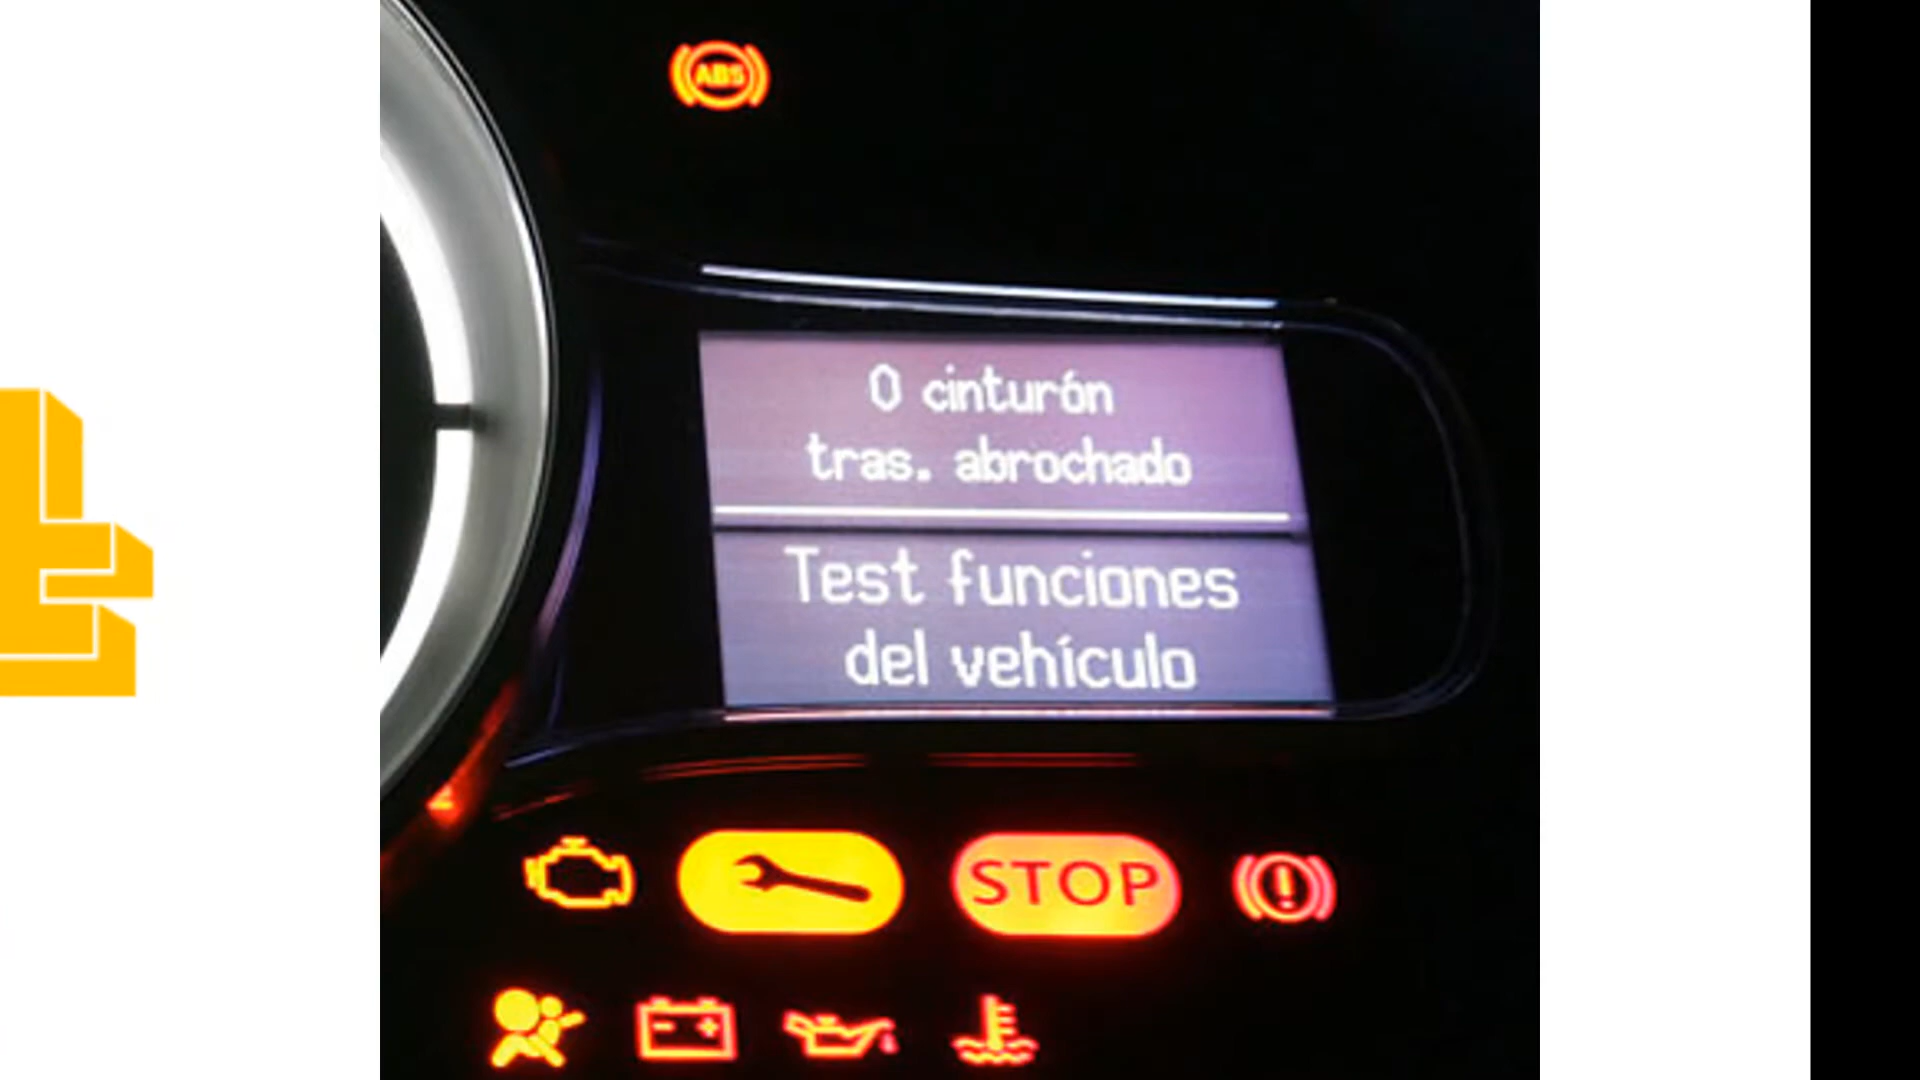 ABS
0 cinturón
tras. abrochado
Test funciones
del vehículo
STOP